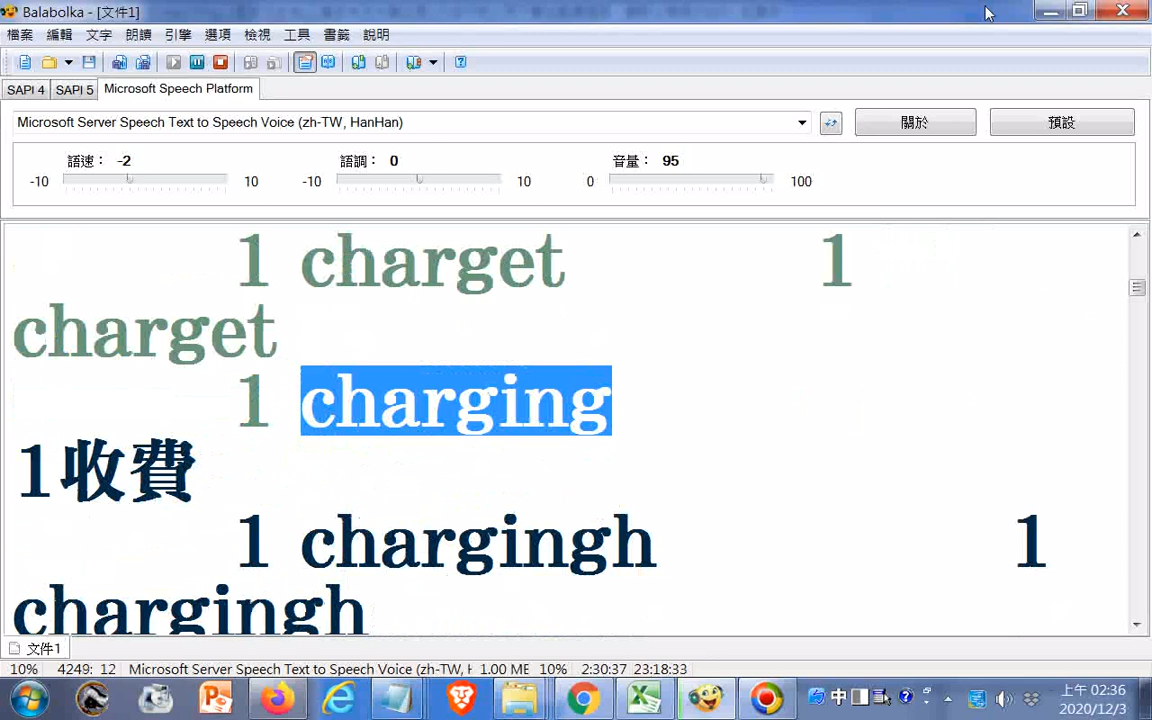 Balabolka - [文件1]
檔案 編輯 文字 朗讀 引擎 選項 檢視 工具 書籤 說明
SAPI 4 SAPI 5 Microsoft Speech Platform
Microsoft Server Speech Text to Speech Voice (zh-TW, HanHan) 關於 預設
語速： -2 語調： 0 音量： 95
-10 10 -10 10 0 100
1 charget 1
charget
1 charging
1收費
1 chargingh 1
chargingh
文件1
10% 4249: 12 Microsoft Server Speech Text to Speech Voice (zh-TW, H 1.00 ME 10% 2:30:37 23:18:33
中 上午 02:36
2020/12/3